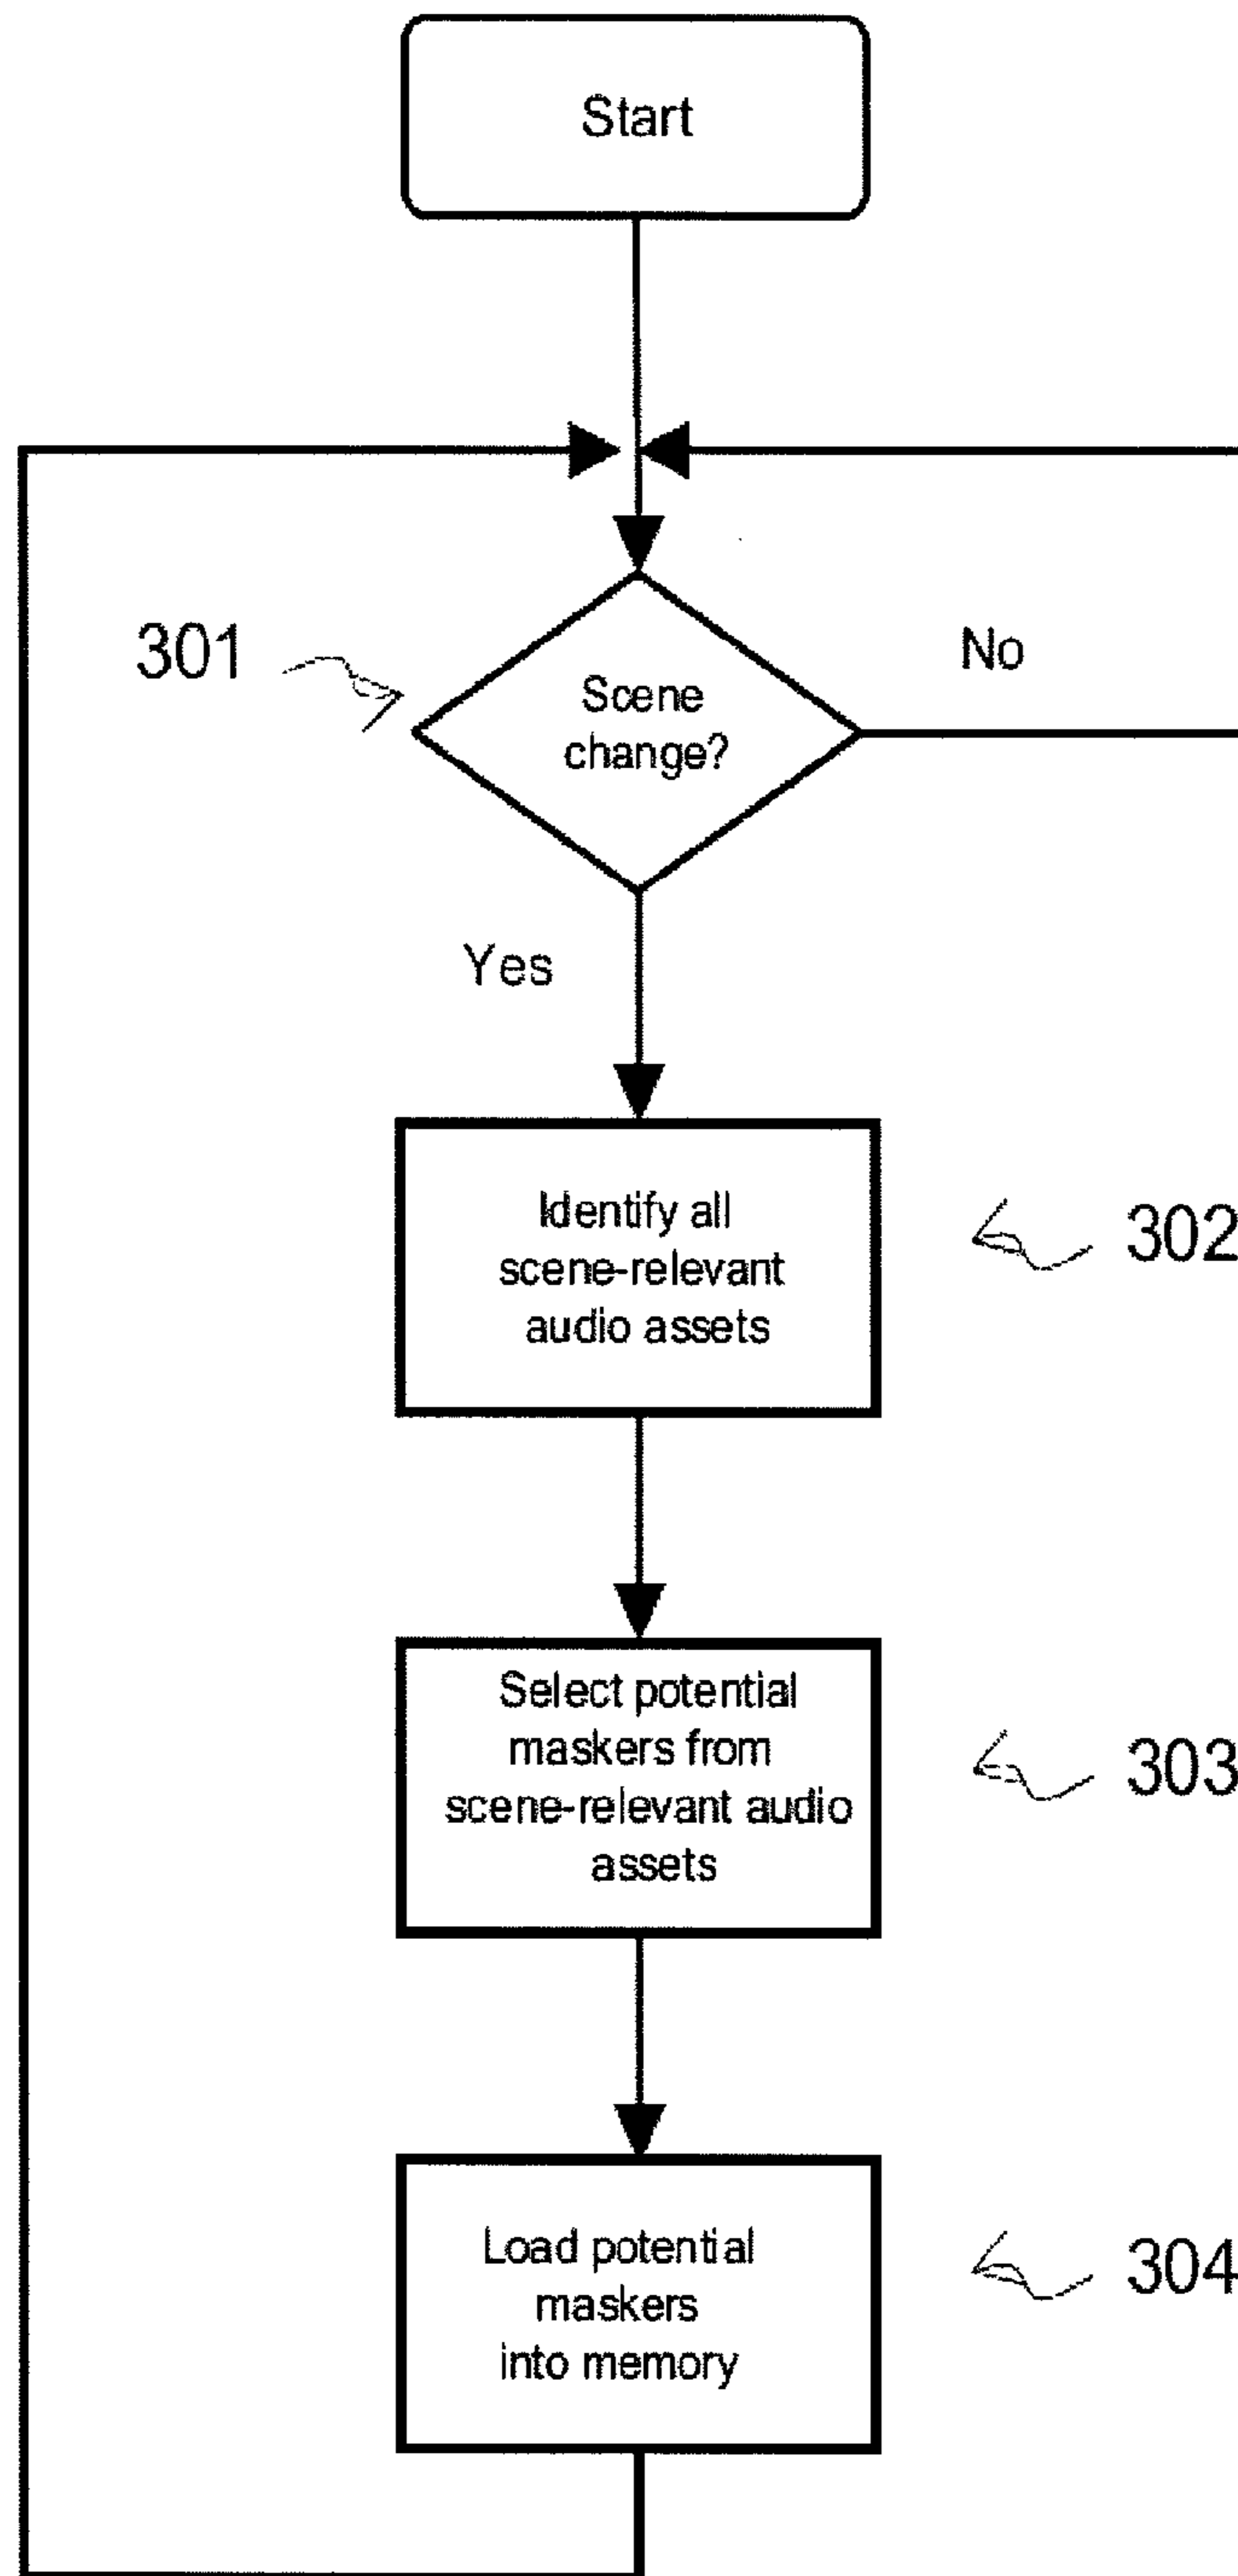 Start
301
Scene
change?
No
Yes
Identify all
scene-relevant
audio assets
302
Select potential
maskers from
scene-relevant audio
assets
303
Load potential
maskers
into memory
304